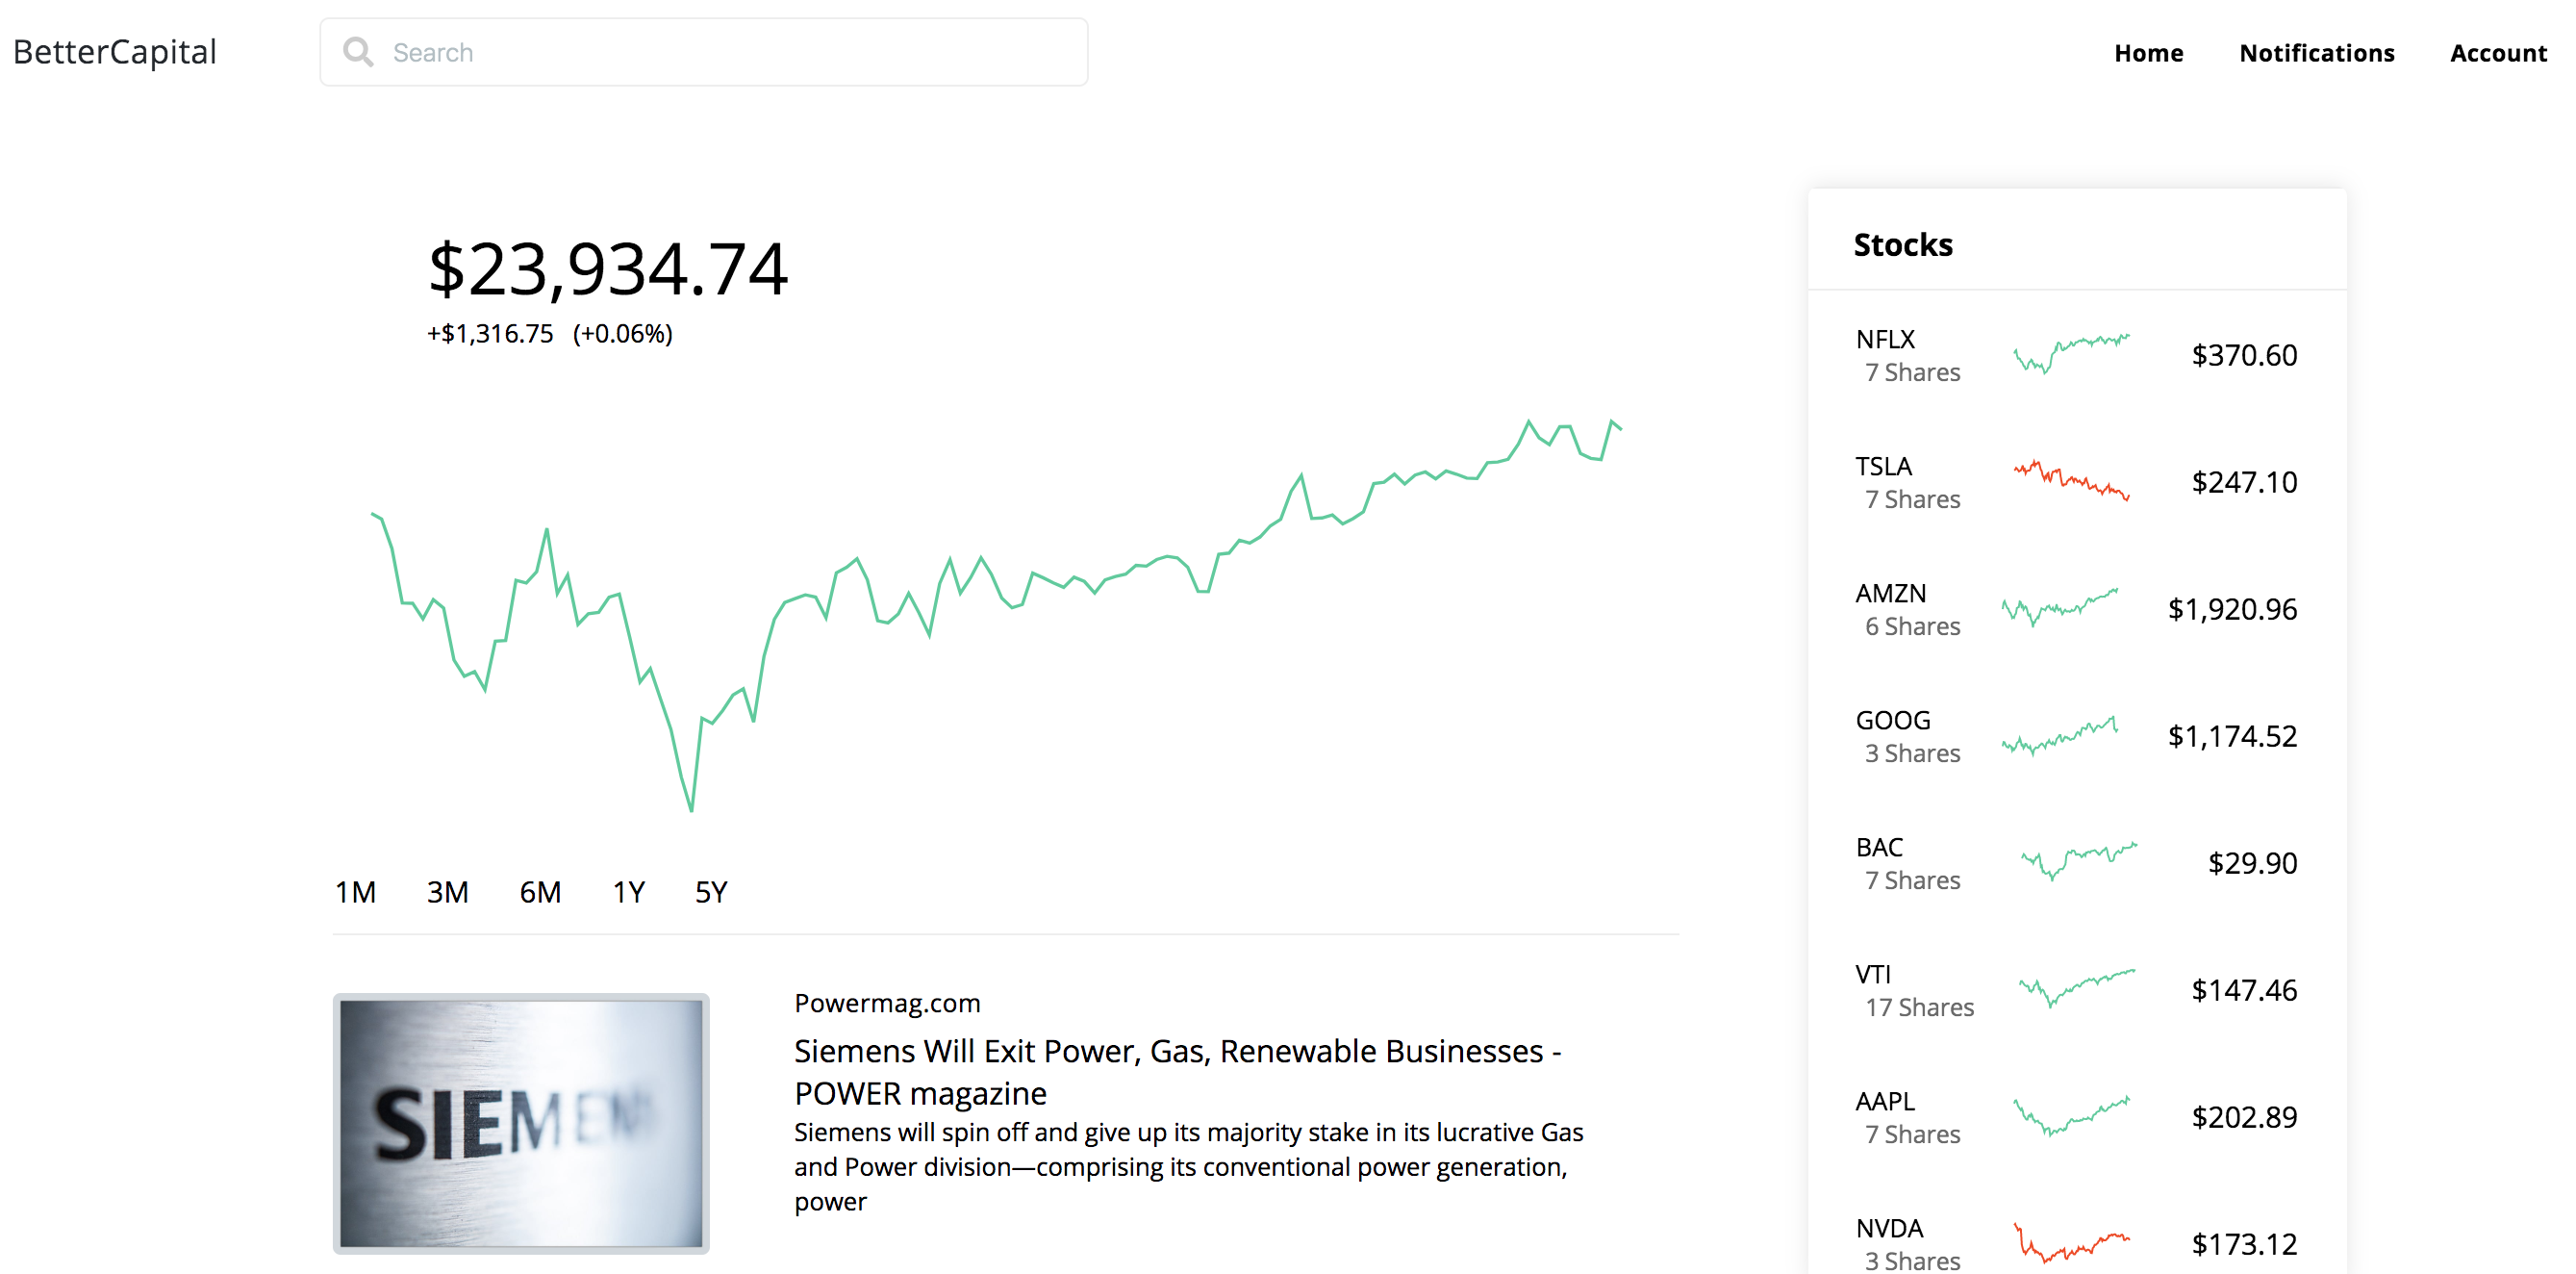 BetterCapital
Search
Home
Notifications
Account
$23,934.74
+$1,316.75 (+0.06%)
1M 3M 6M 1Y 5Y
SIEMENS
Powermag.com
Siemens Will Exit Power, Gas, Renewable Businesses -
POWER magazine
Siemens will spin off and give up its majority stake in its lucrative Gas
and Power division—comprising its conventional power generation,
power
Stocks
NFLX
7 Shares
$370.60
TSLA
7 Shares
$247.10
AMZN
6 Shares
$1,920.96
GOOG
3 Shares
$1,174.52
BAC
7 Shares
$29.90
VTI
17 Shares
$147.46
AAPL
7 Shares
$202.89
NVDA
3 Shares
$173.12